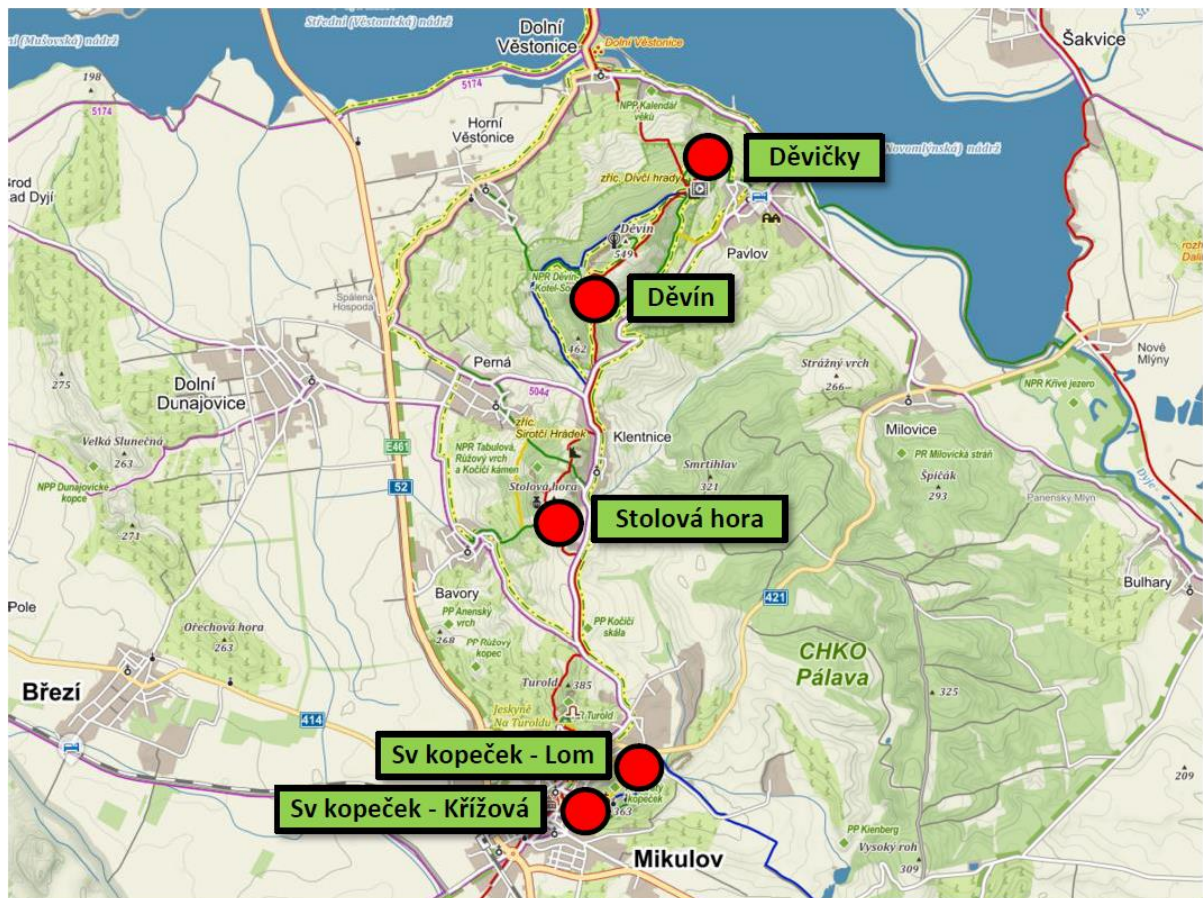 ní (Mušovská) nádrž)
Střední (Věstonická) nádrž
Dolní
Věstonice
Dolní Věstonice
Šakvice
198
5174
5174
NPP Kalendář
věků
Horní
Věstonice
Děvičky
Novomlýnská) nádrž
Brod
ad Dyjí
zříc. Dívčí hrady
Děvín
549
Pavlov
NPR Děvín-
Děvín
Spálená
Hospoda
462
Strážný vrch
266
Nové
Mlýny
275
Dolní
Dunajovice
Perná
5044
NPR Křivé jezero
zříc.
Sirotčí Hrádek
Klentnice
Milovice
Velká Slunečná
263
E461
NPR Tabulová,
Růžový vrch
a Kočičí kámen
Smrtihlav
321
PR Milovická stráň
Špičák
293
Dyje
NPP Dunajovické
kopce
52
Stolová hora
Panenský Mlýn
271
Stolová hora
Bavory
421
Bulhary
Pole
PP Anenský
vrch
PP Kočičí
skála
Ořechová hora
263
268
PP Růžový
kopec
CHKO
Pálava
Březí
Turold
385
325
414
Jeskyně
Na Turoldu
Turold
Sv kopeček - Lom
209
kopeček
363
Sv kopeček - Křížová
PP Kienberg
Mikulov
Vysoký roh
309